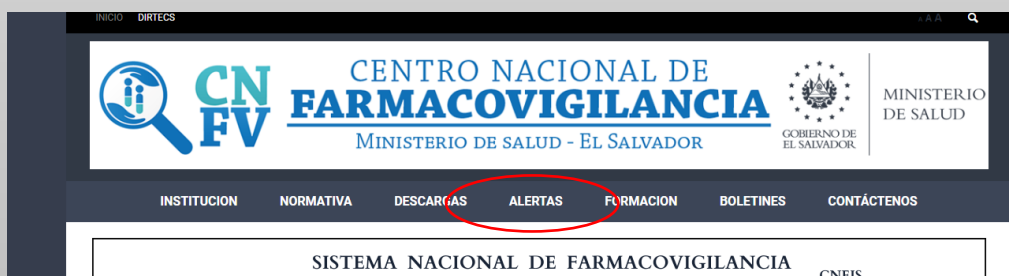 INICIO DIRTECS A A A
CN
FV
CENTRO NACIONAL DE
FARMACOVIGILANCIA
MINISTERIO DE SALUD - EL SALVADOR
GOBIERNO DE
EL SALVADOR
MINISTERIO
DE SALUD
INSTITUCION NORMATIVA DESCARGAS ALERTAS FORMACION BOLETINES CONTÁCTENOS
SISTEMA NACIONAL DE FARMACOVIGILANCIA
CNFIS